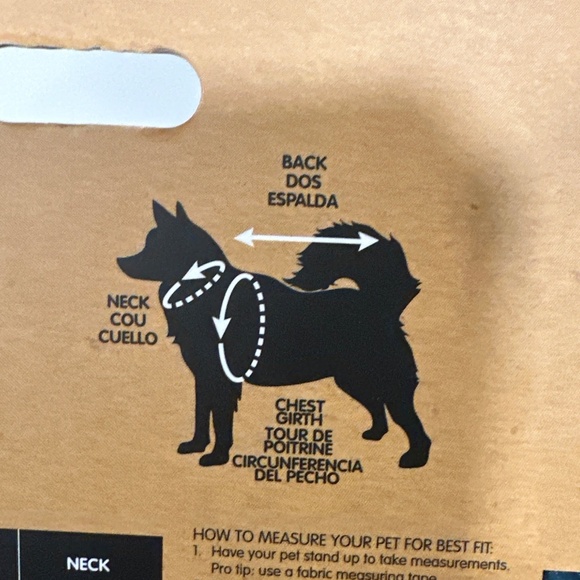 BACK
DOS
ESPALDA
NECK
COU
CUELLO
CHEST
GIRTH
TOUR DE
POITRINE
CIRCUNFERENCIA
DEL PECHO
NECK
HOW TO MEASURE YOUR PET FOR BEST FIT:
1. Have your pet stand up to take measurements.
Pro tip: use a fabric measuring tape